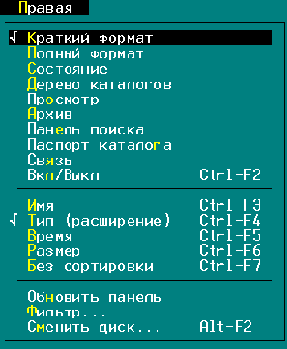 Правая
√ Краткий формат
Полный формат
Состояние
Дерево каталогов
Просмотр
Архив
Панель поиска
Паспорт каталога
Связь
Вкл/Выкл Ctrl-F2
Имя Ctrl-F3
√ Тип (расширение) Ctrl-F4
Время Ctrl-F5
Размер Ctrl-F6
Без сортировки Ctrl-F7
Обновить панель
Фильтр...
Сменить диск... Alt-F2